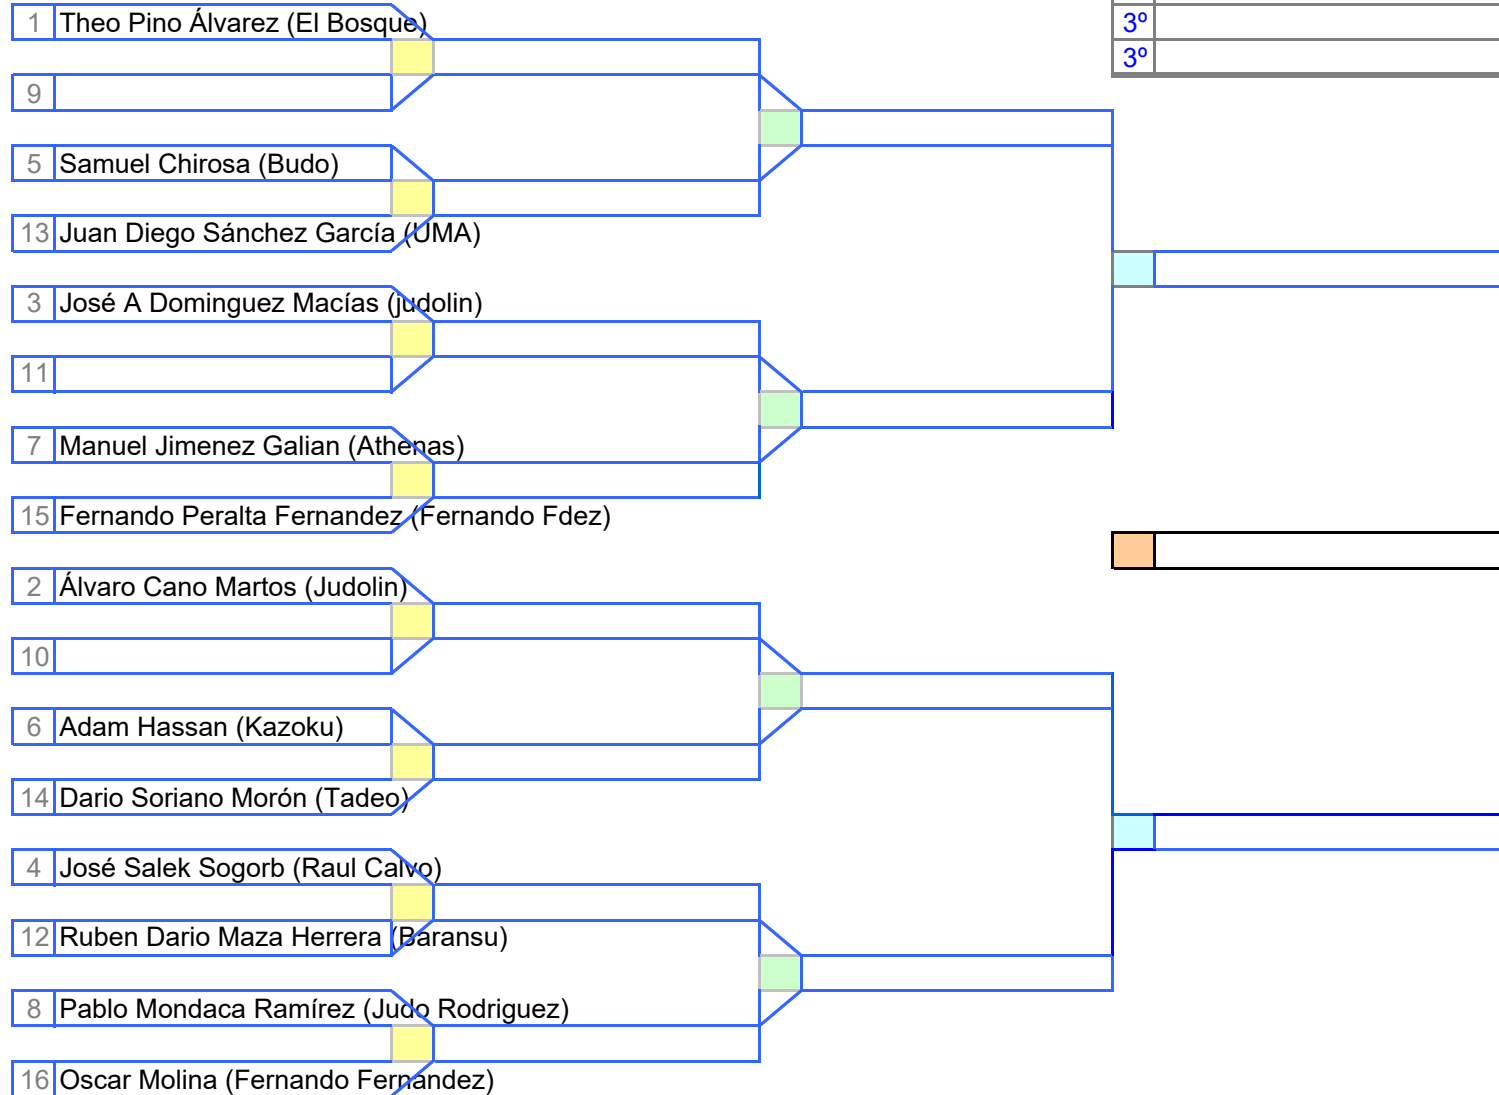 1 Theo Pino Álvarez (El Bosque)
3º
3º
9
5 Samuel Chirosa (Budo)
13 Juan Diego Sánchez García (UMA)
3 José A Dominguez Macías (judolin)
11
7 Manuel Jimenez Galian (Athenas)
15 Fernando Peralta Fernandez (Fernando Fdez)
2 Álvaro Cano Martos (Judolin)
10
6 Adam Hassan (Kazoku)
14 Dario Soriano Morón (Tadeo)
4 José Salek Sogorb (Raul Calvo)
12 Ruben Dario Maza Herrera (Baransu)
8 Pablo Mondaca Ramírez (Judo Rodriguez)
16 Oscar Molina (Fernando Fernández)